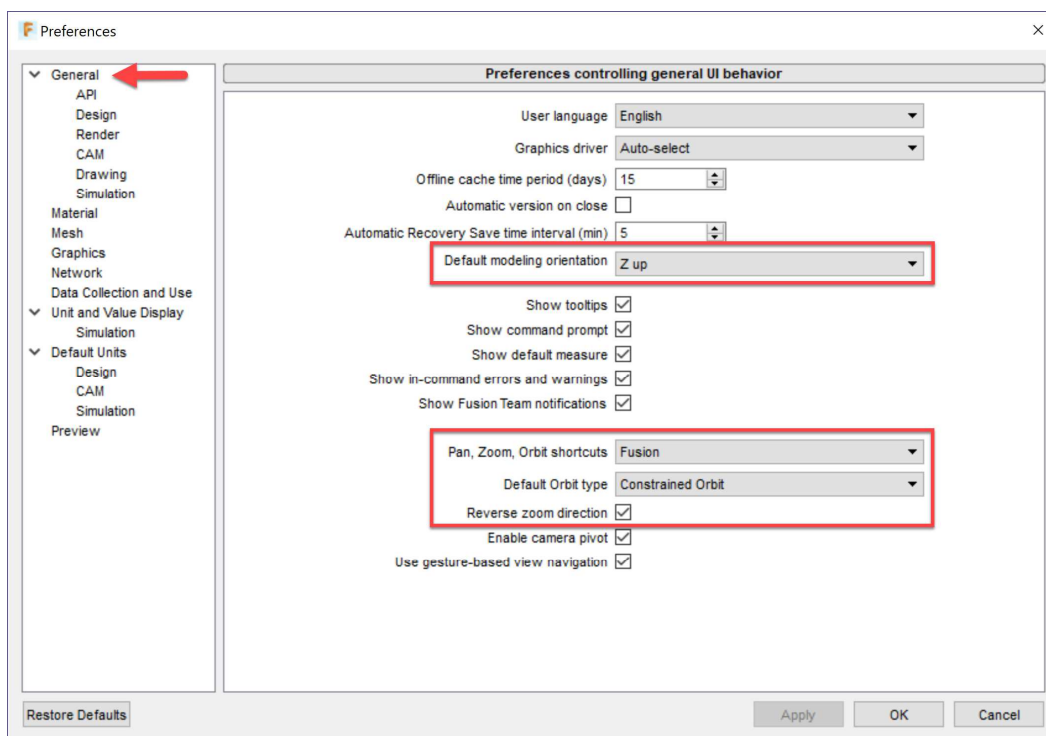 Preferences
General
API
Design
Render
CAM
Drawing
Simulation
Material
Mesh
Graphics
Network
Data Collection and Use
Unit and Value Display
Simulation
Default Units
Design
CAM
Simulation
Preview
Preferences controlling general UI behavior
User language English
Graphics driver Auto-select
Offline cache time period (days) 15
Automatic version on close
Automatic Recovery Save time interval (min) 5
Default modeling orientation Z up
Show tooltips
Show command prompt
Show default measure
Show in-command errors and warnings
Show Fusion Team notifications
Pan, Zoom, Orbit shortcuts Fusion
Default Orbit type Constrained Orbit
Reverse zoom direction
Enable camera pivot
Use gesture-based view navigation
Restore Defaults Apply OK Cancel